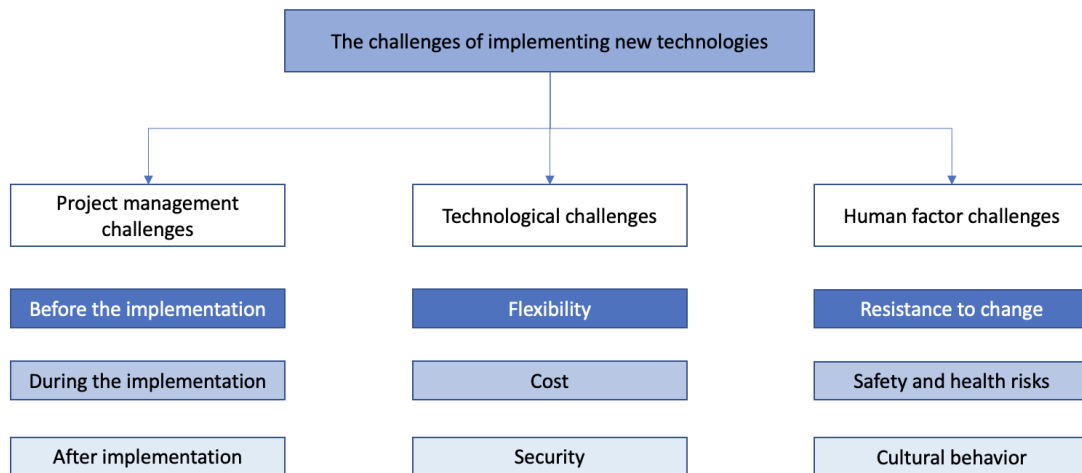 The challenges of implementing new technologies
Project management
challenges
Technological challenges
Human factor challenges
Before the implementation
Flexibility
Resistance to change
During the implementation
Cost
Safety and health risks
After implementation
Security
Cultural behavior